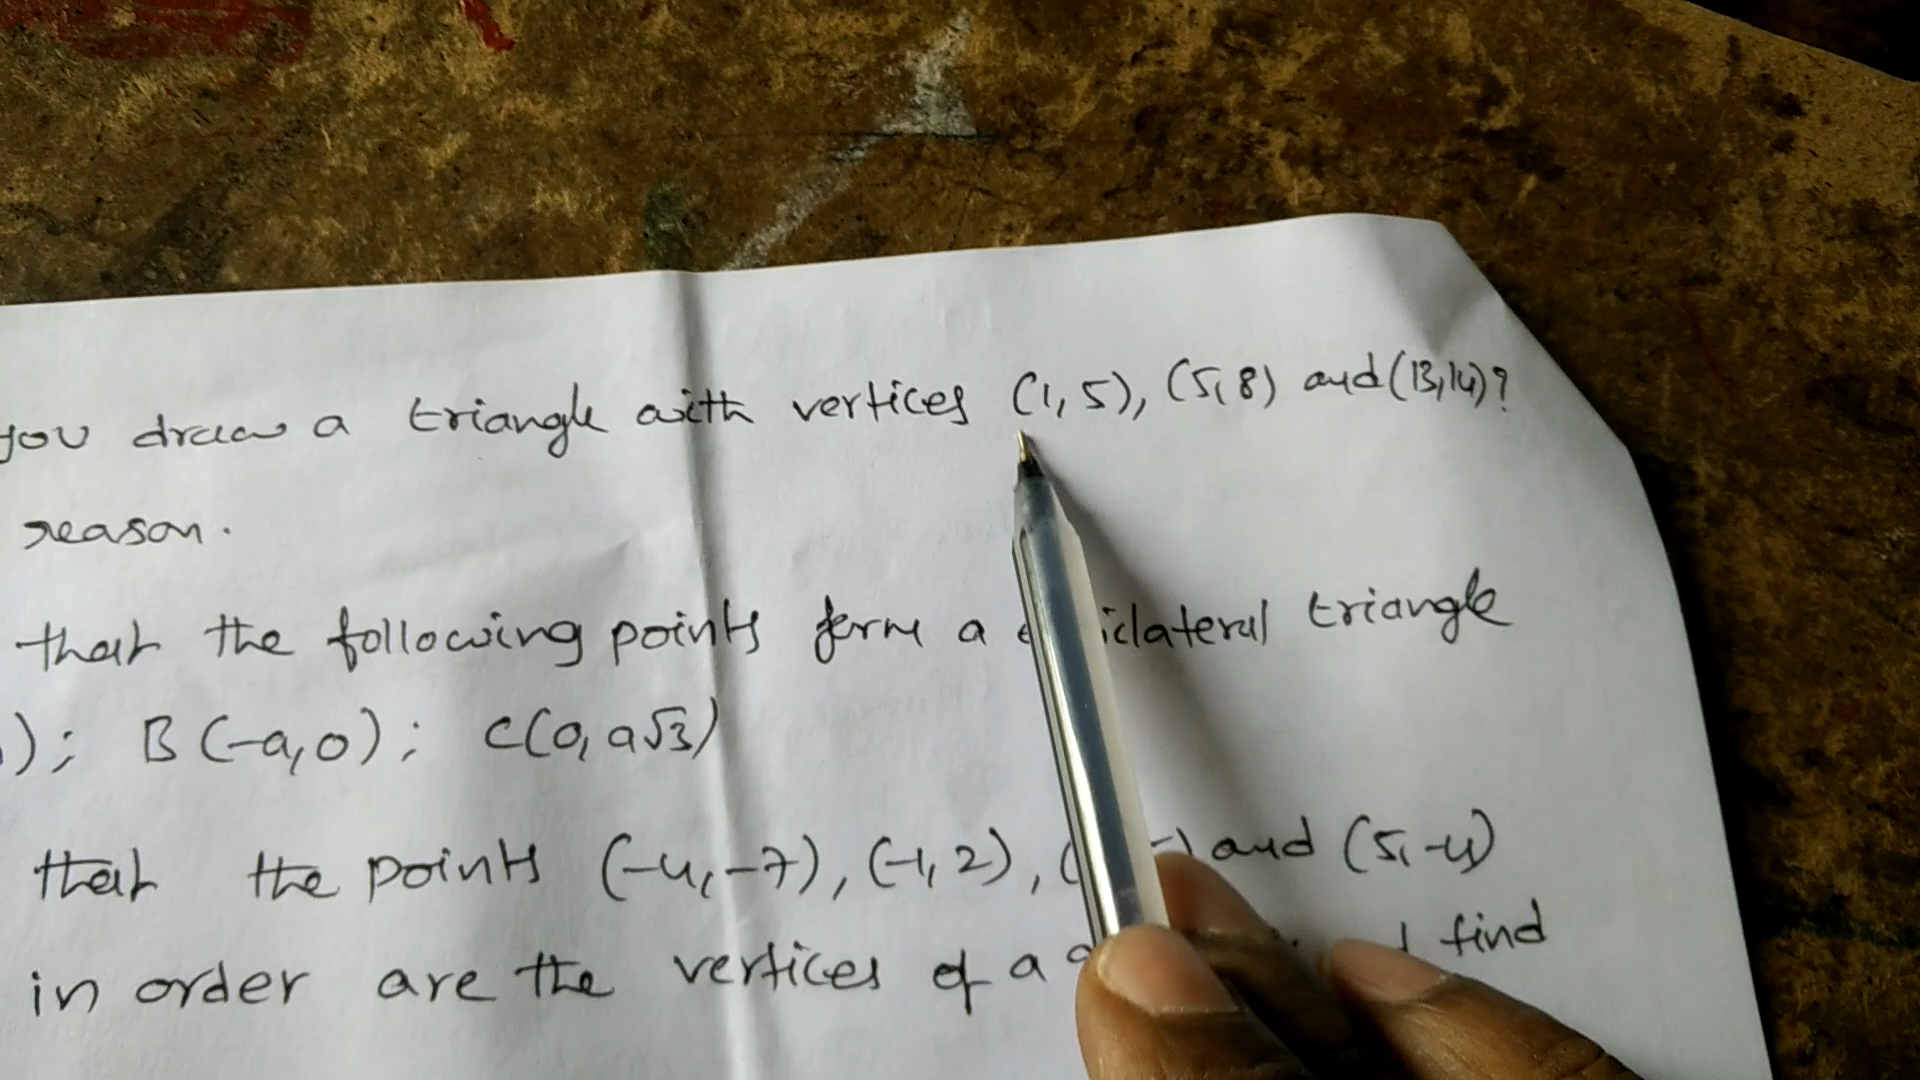 you draw a triangle with vertices (1,5), (5,8) and (13,14)?
reason.
that the following points form a triangle
); B(-a,0); C(0, a√3)
that the points (-4,-7), (-1,2), ( ) and (5,-4)
in order are the vertices of a find